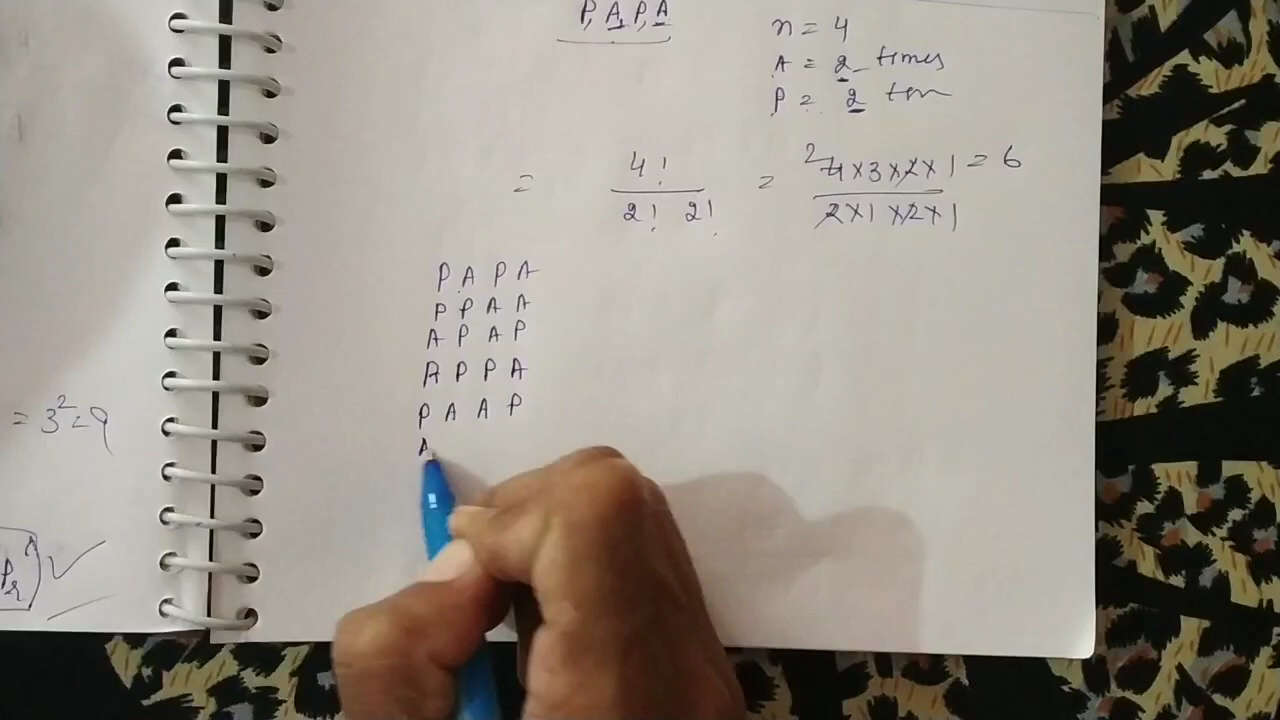 P, A, P, A
n = 4
A = 2 times
P = 2
= 4! / 2! 2! = 2 4×3×2×1 / 2×1×2×1 = 6
P A P A
P P A A
A P A P
A P P A
P A A P
A
= 3² = 9